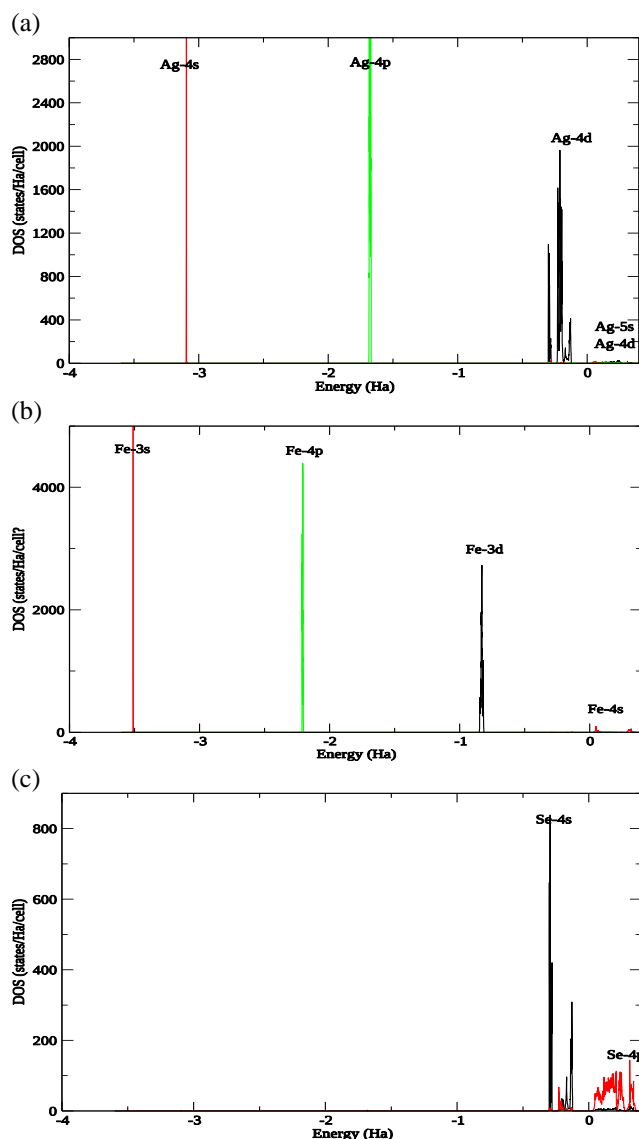 (a)
2800
2400
2000
1600
1200
800
400
0
DOS (states/Ha/cell)
Ag-4s
Ag-4p
Ag-4d
Ag-5s
Ag-4d
-4 -3 -2 -1 0
Energy (Ha)
(b)
4000
2000
0
DOS (states/Ha/cell?
Fe-3s
Fe-4p
Fe-3d
Fe-4s
-4 -3 -2 -1 0
Energy (Ha)
(c)
800
600
400
200
0
DOS (states/Ha/cell)
Se-4s
Se-4p
-4 -3 -2 -1 0
Energy (Ha)